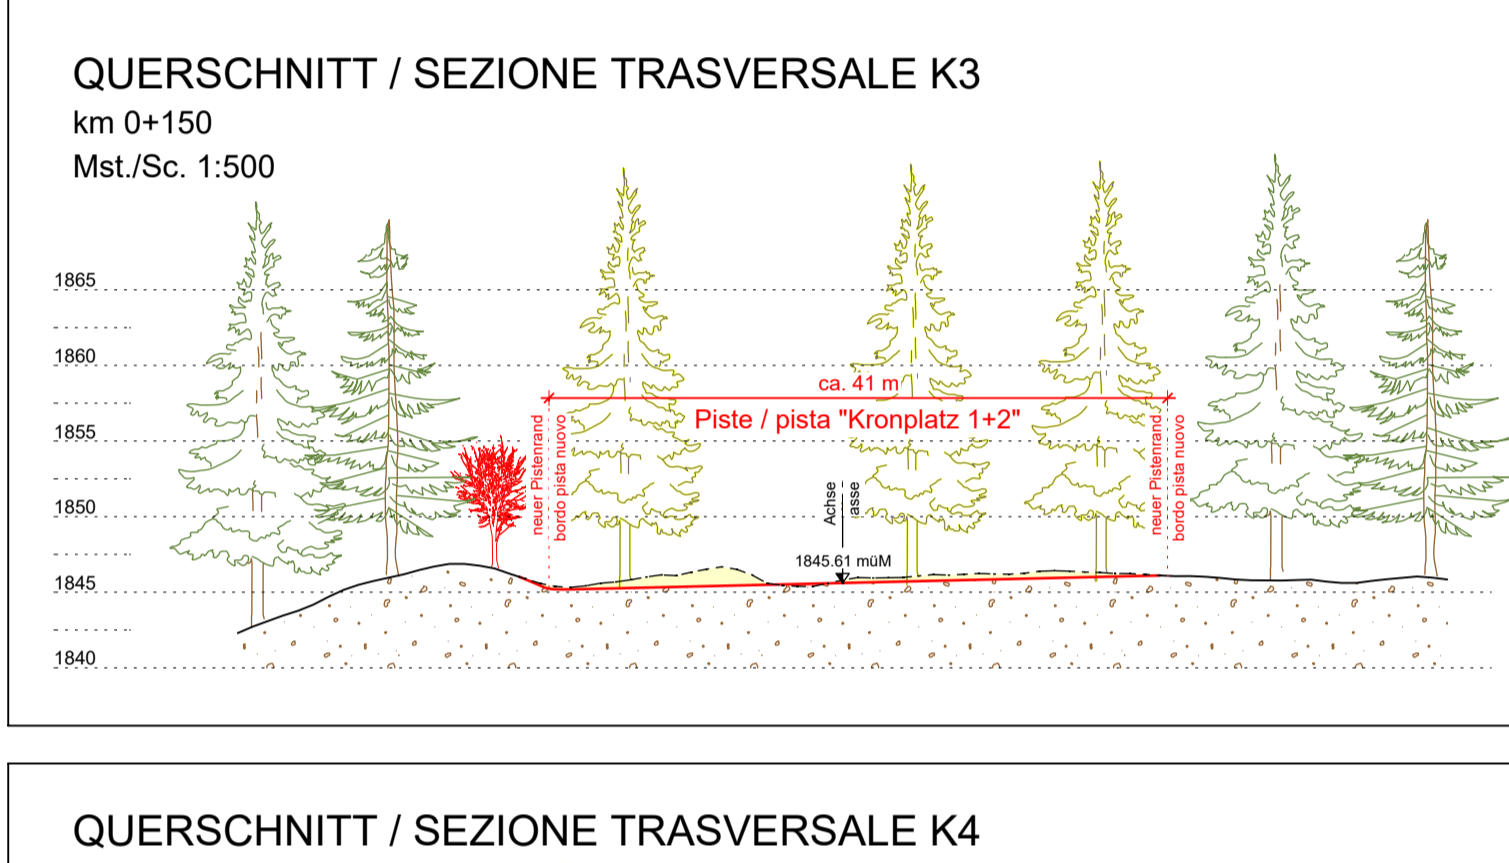 QUERSCHNITT / SEZIONE TRASVERSALE K3
km 0+150
Mst./Sc. 1:500
1865
1860
ca. 41 m
Piste / pista "Kronplatz 1+2"
1855
neuer Pistenrand
bordo pista nuovo
neuer Pistenrand
bordo pista nuovo
Achse
asse
1850
1845.61 müM
1845
1840
QUERSCHNITT / SEZIONE TRASVERSALE K4